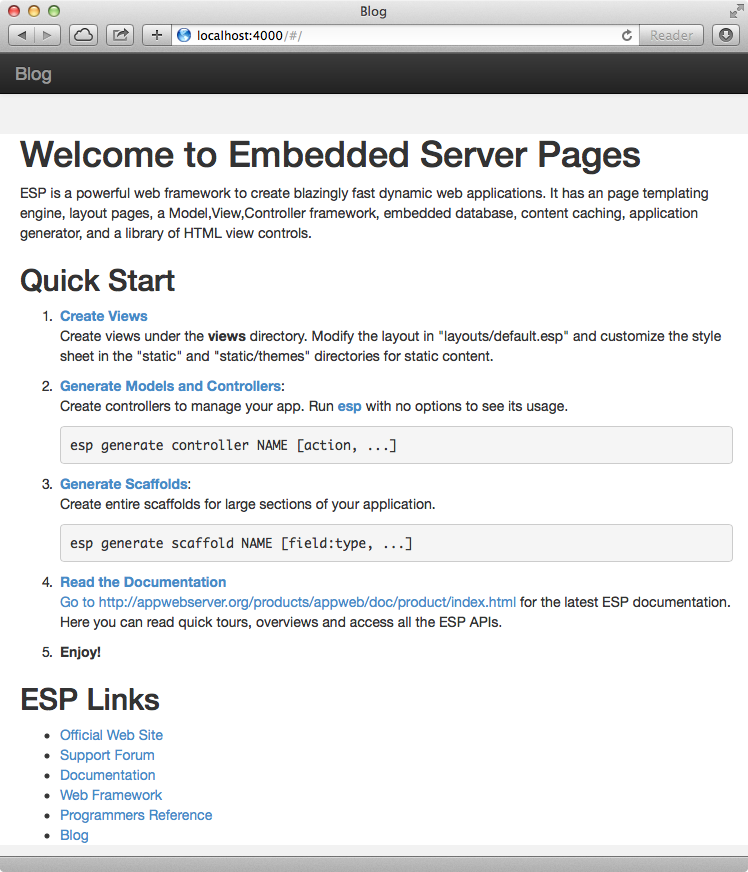 Blog
localhost:4000/#/
Reader
Blog
Welcome to Embedded Server Pages
ESP is a powerful web framework to create blazingly fast dynamic web applications. It has an page templating
engine, layout pages, a Model,View,Controller framework, embedded database, content caching, application
generator, and a library of HTML view controls.
Quick Start
1. Create Views
Create views under the views directory. Modify the layout in "layouts/default.esp" and customize the style
sheet in the "static" and "static/themes" directories for static content.
2. Generate Models and Controllers:
Create controllers to manage your app. Run esp with no options to see its usage.
esp generate controller NAME [action, ...]
3. Generate Scaffolds:
Create entire scaffolds for large sections of your application.
esp generate scaffold NAME [field:type, ...]
4. Read the Documentation
Go to http://appwebserver.org/products/appweb/doc/product/index.html for the latest ESP documentation.
Here you can read quick tours, overviews and access all the ESP APIs.
5. Enjoy!
ESP Links
• Official Web Site
• Support Forum
• Documentation
• Web Framework
• Programmers Reference
• Blog